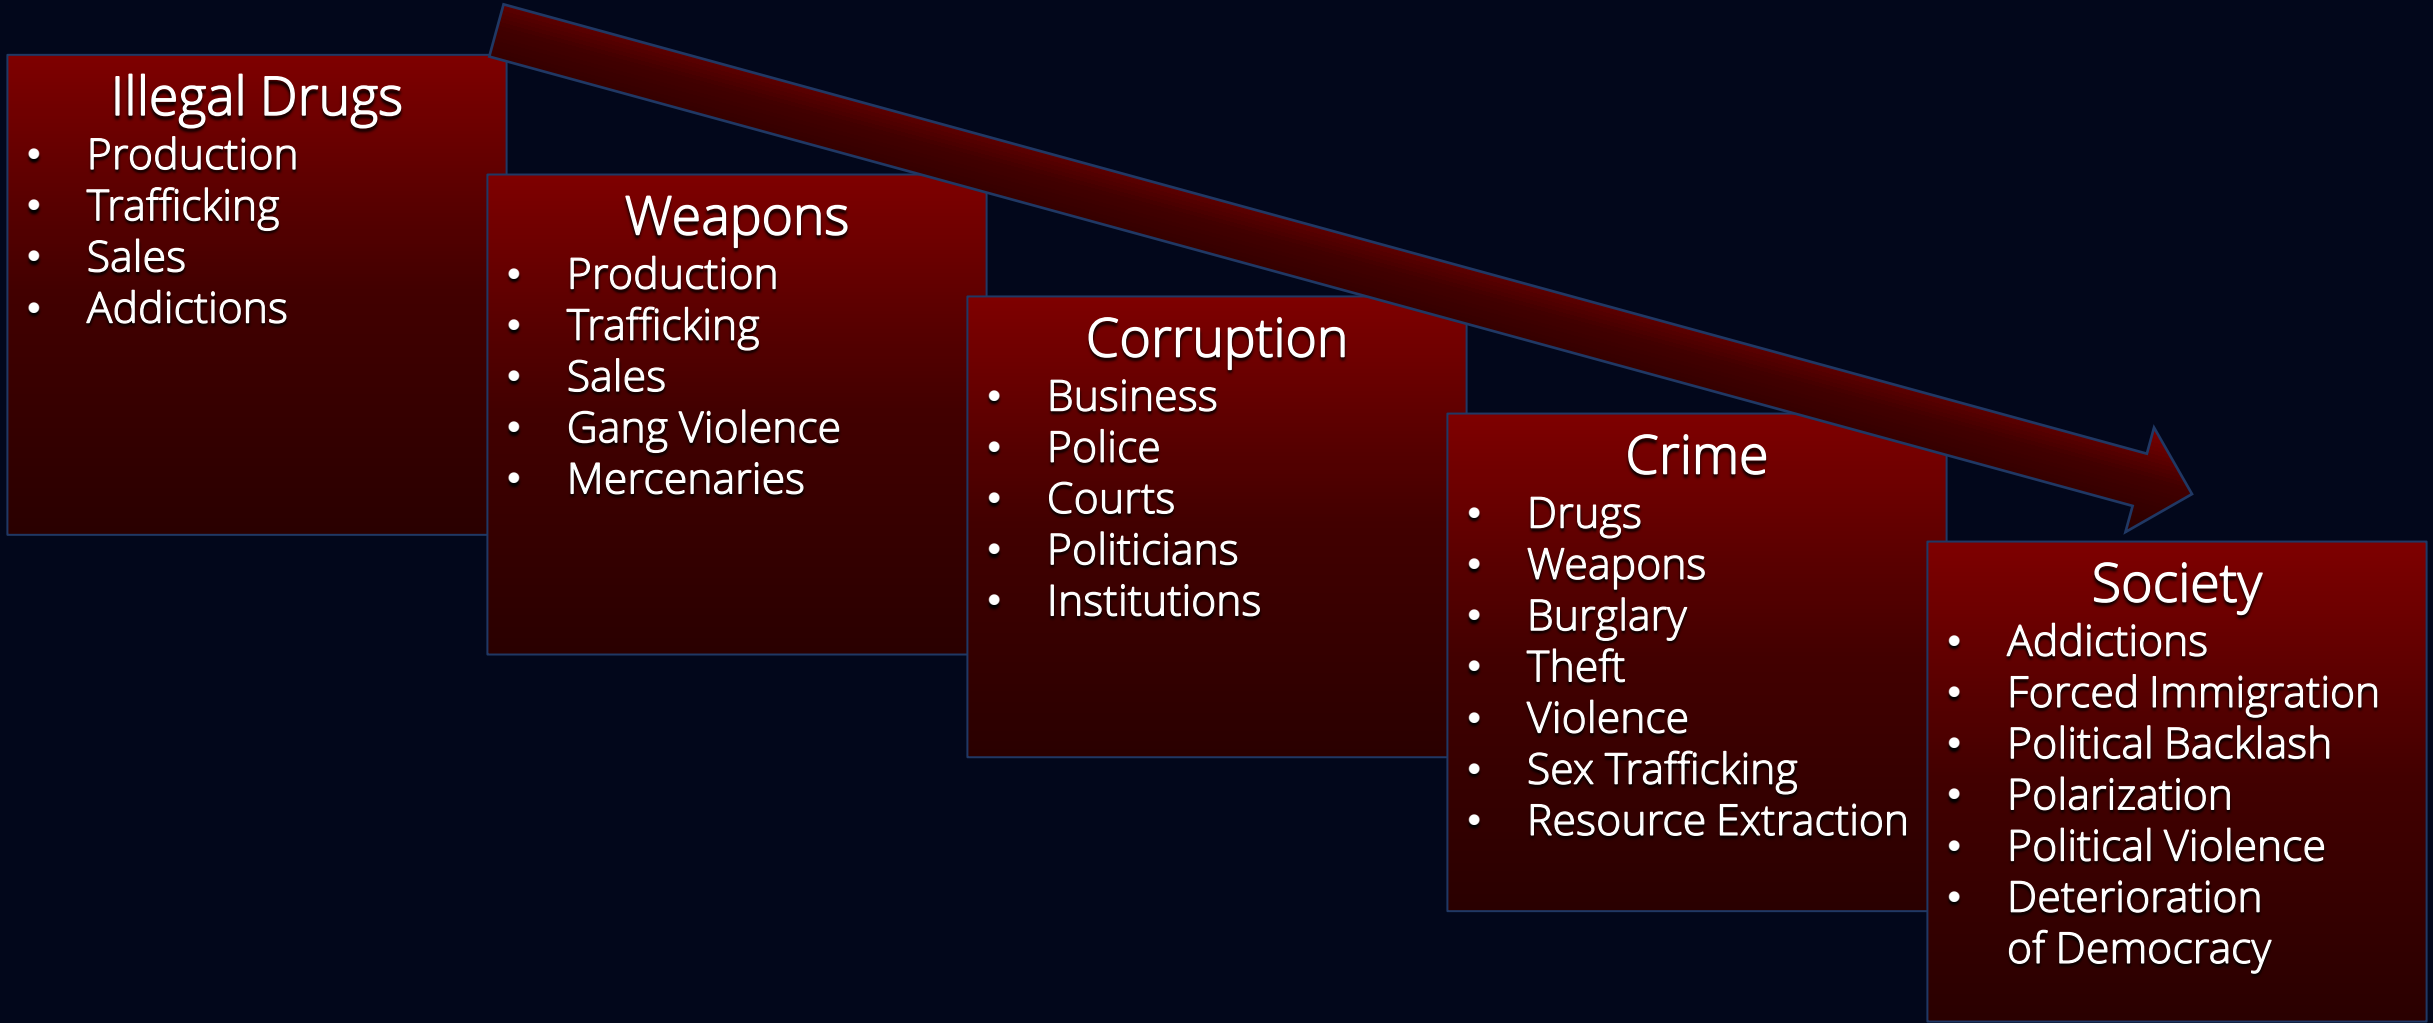 Illegal Drugs
• Production
• Trafficking
• Sales
• Addictions
Weapons
• Production
• Trafficking
• Sales
• Gang Violence
• Mercenaries
Corruption
• Business
• Police
• Courts
• Politicians
• Institutions
Crime
• Drugs
• Weapons
• Burglary
• Theft
• Violence
• Sex Trafficking
• Resource Extraction
Society
• Addictions
• Forced Immigration
• Political Backlash
• Polarization
• Political Violence
• Deterioration
of Democracy